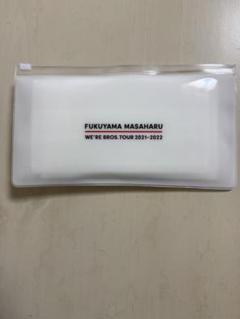 FUKUYAMA MASAHARU
WE'RE BROS. TOUR 2021-2022